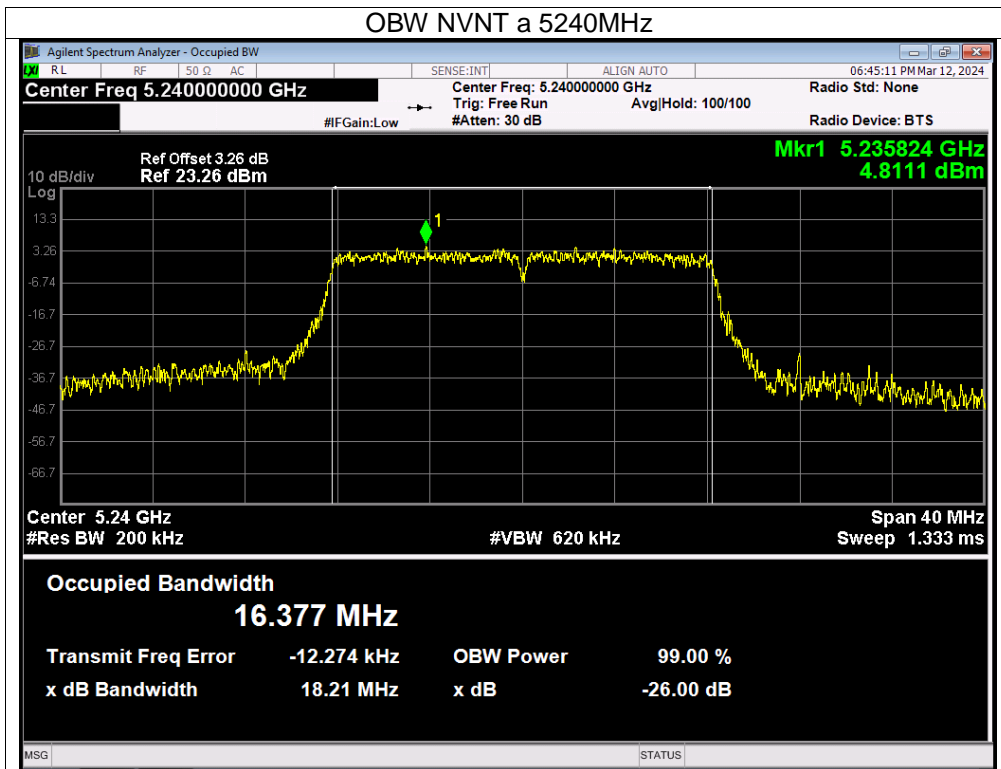 OBW NVNT a 5240MHz
Agilent Spectrum Analyzer - Occupied BW
LXI RL RF 50 Ω AC SENSE:INT ALIGN AUTO 06:45:11 PM Mar 12, 2024
Center Freq 5.240000000 GHz Center Freq: 5.240000000 GHz Radio Std: None
Trig: Free Run Avg|Hold: 100/100
#IFGain:Low #Atten: 30 dB Radio Device: BTS
Ref Offset 3.26 dB Mkr1 5.235824 GHz
10 dB/div Ref 23.26 dBm 4.8111 dBm
Log
13.3
1
3.26
-6.74
-16.7
-26.7
-36.7
-46.7
-56.7
-66.7
Center 5.24 GHz Span 40 MHz
#Res BW 200 kHz #VBW 620 kHz Sweep 1.333 ms
Occupied Bandwidth
16.377 MHz
Transmit Freq Error -12.274 kHz OBW Power 99.00 %
x dB Bandwidth 18.21 MHz x dB -26.00 dB
MSG STATUS